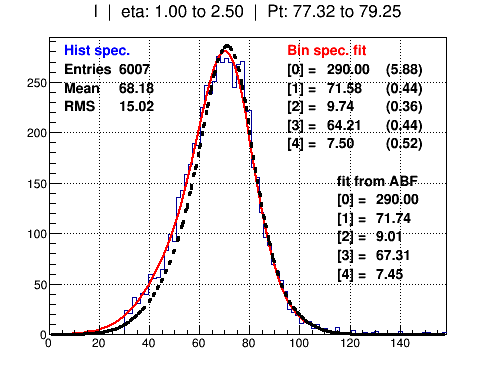 I | eta: 1.00 to 2.50 | Pt: 77.32 to 79.25
Hist spec.
Entries 6007
Mean 68.18
RMS 15.02
Bin spec. fit
[0] = 290.00 (5.88)
[1] = 71.58 (0.44)
[2] = 9.74 (0.36)
[3] = 64.21 (0.44)
[4] = 7.50 (0.52)
fit from ABF
[0] = 290.00
[1] = 71.74
[2] = 9.01
[3] = 67.31
[4] = 7.45
250
200
150
100
50
0
0 20 40 60 80 100 120 140